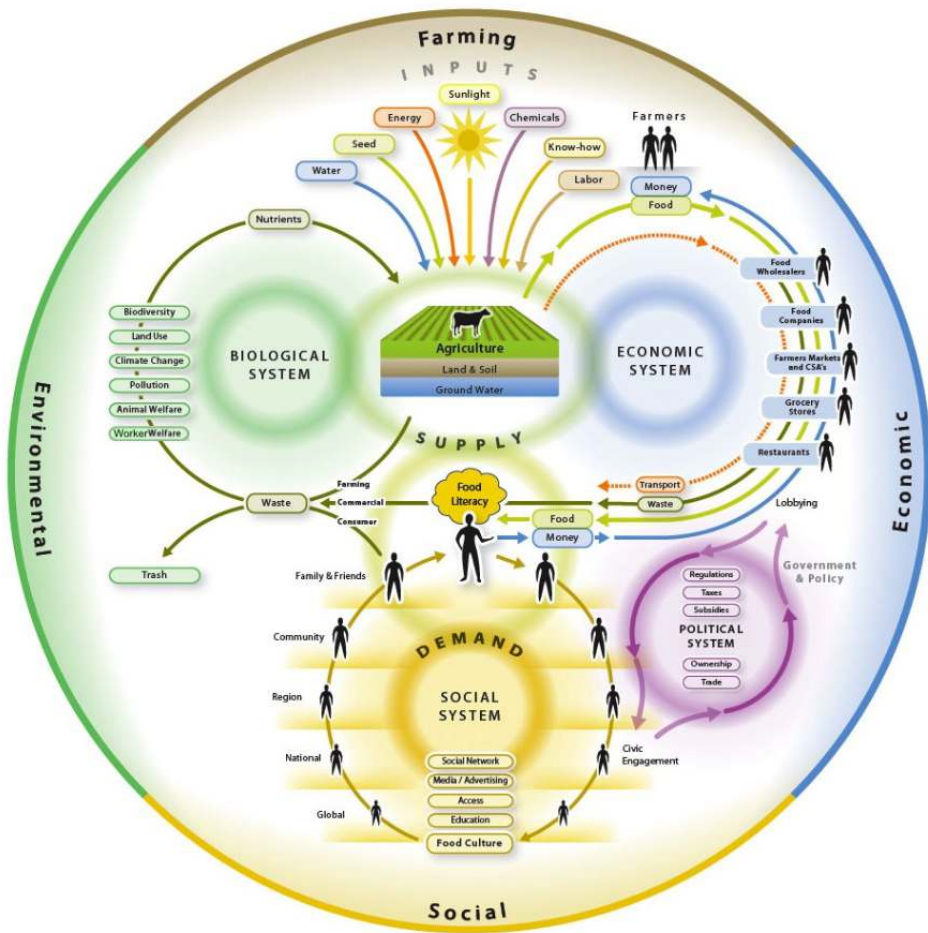 Farming
INPUTS
Sunlight
Energy
Chemicals
Seed
Know-how
Water
Labor
Farmers
Money
Food
Nutrients
Food
Wholesalers
Food
Companies
Farmers Markets
and CSA's
Grocery
Stores
Restaurants
Biodiversity
Land Use
Climate Change
Pollution
Animal Welfare
Worker Welfare
BIOLOGICAL
SYSTEM
Agriculture
Land & Soil
Ground Water
ECONOMIC
SYSTEM
Environmental
Economic
SUPPLY
Food
Literacy
Farming
Commercial
Consumer
Waste
Trash
Transport
Waste
Food
Money
Lobbying
Government
& Policy
Regulations
Taxes
Subsidies
POLITICAL
SYSTEM
Ownership
Trade
Civic
Engagement
Family & Friends
Community
Region
National
Global
DEMAND
SOCIAL
SYSTEM
Social Network
Media / Advertising
Access
Education
Food Culture
Social